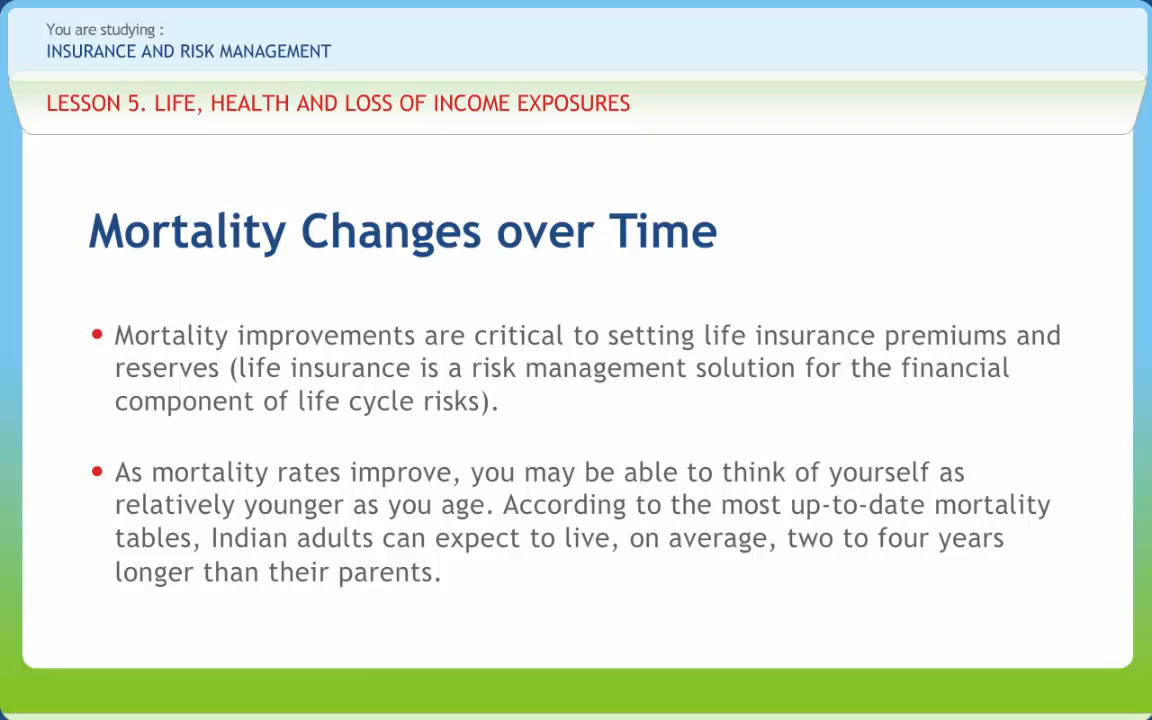 You are studying :
INSURANCE AND RISK MANAGEMENT
LESSON 5. LIFE, HEALTH AND LOSS OF INCOME EXPOSURES
Mortality Changes over Time
• Mortality improvements are critical to setting life insurance premiums and
reserves (life insurance is a risk management solution for the financial
component of life cycle risks).
• As mortality rates improve, you may be able to think of yourself as
relatively younger as you age. According to the most up-to-date mortality
tables, Indian adults can expect to live, on average, two to four years
longer than their parents.